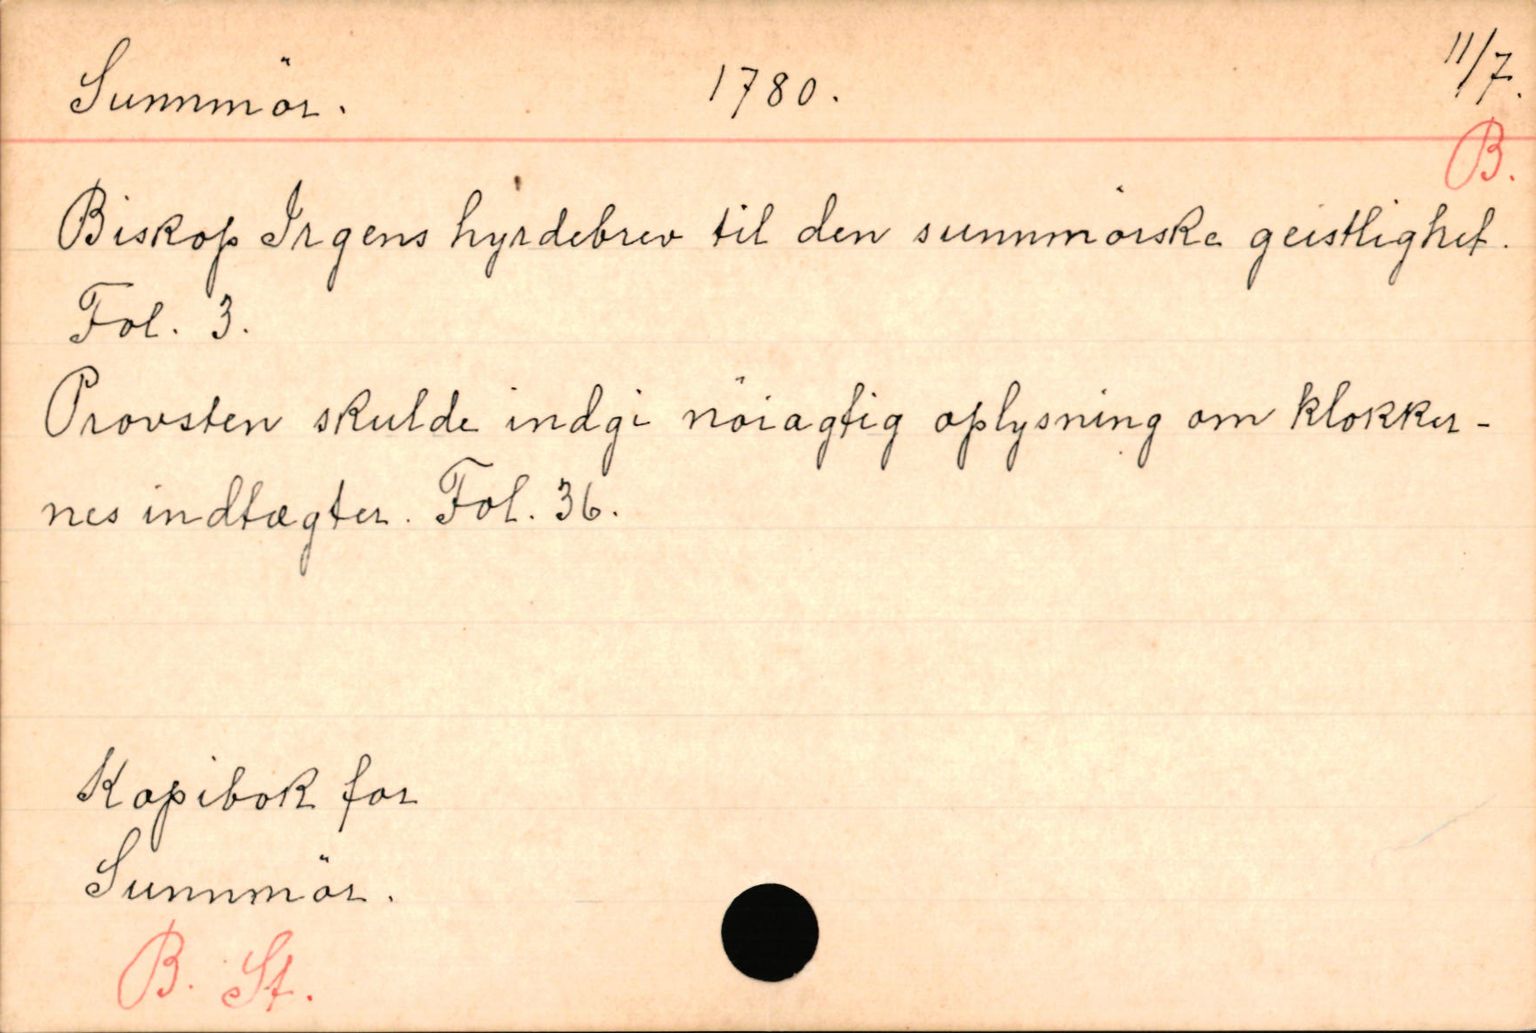 Sunnmör. 1780. 11/7.
B.
Biskop Irgens hyrdebrev til den sunnmörske geistlighet.
Fol. 3.
Provsten skulde indgi nöiagtig oplysning om klokker-
nes indtægter. Fol. 36.
Kopibok for
Sunnmör.
B. St.